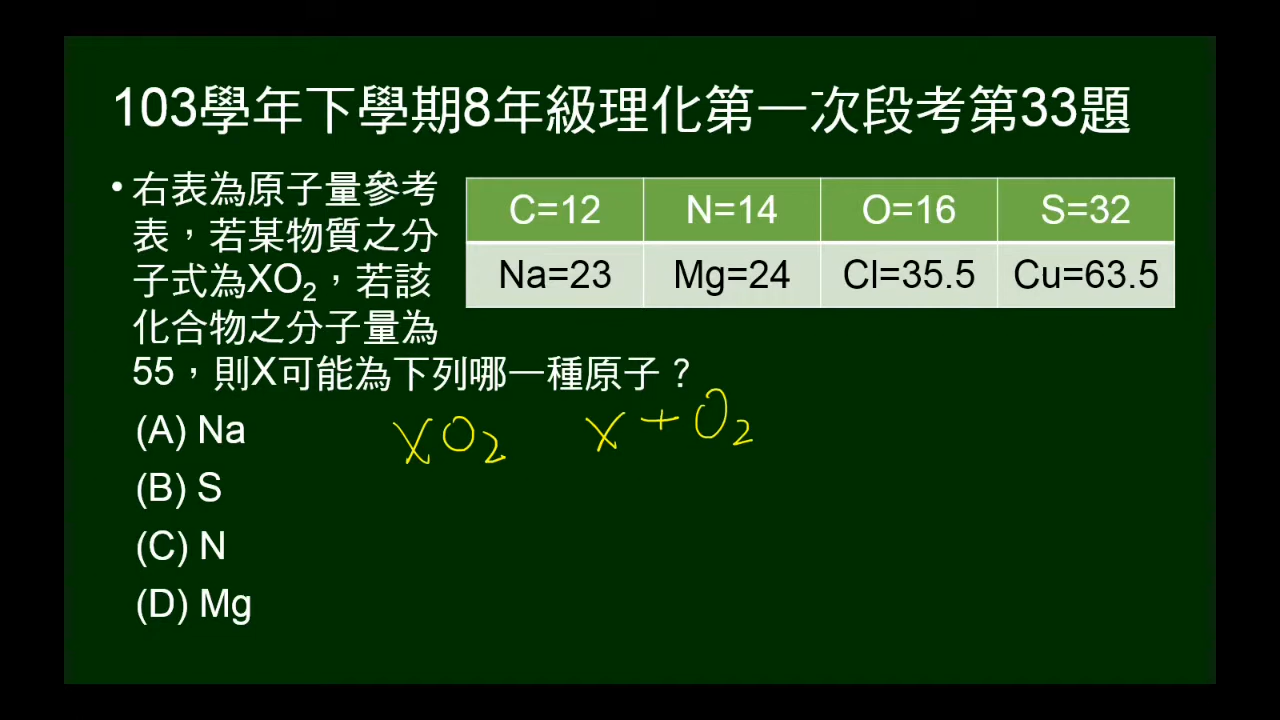 103學年下學期8年級理化第一次段考第33題
• 右表為原子量參考
表，若某物質之分
子式為XO₂，若該
化合物之分子量為
55，則X可能為下列哪一種原子？
C=12 N=14 O=16 S=32
Na=23 Mg=24 Cl=35.5 Cu=63.5
(A) Na
XO₂ X+O₂
(B) S
(C) N
(D) Mg